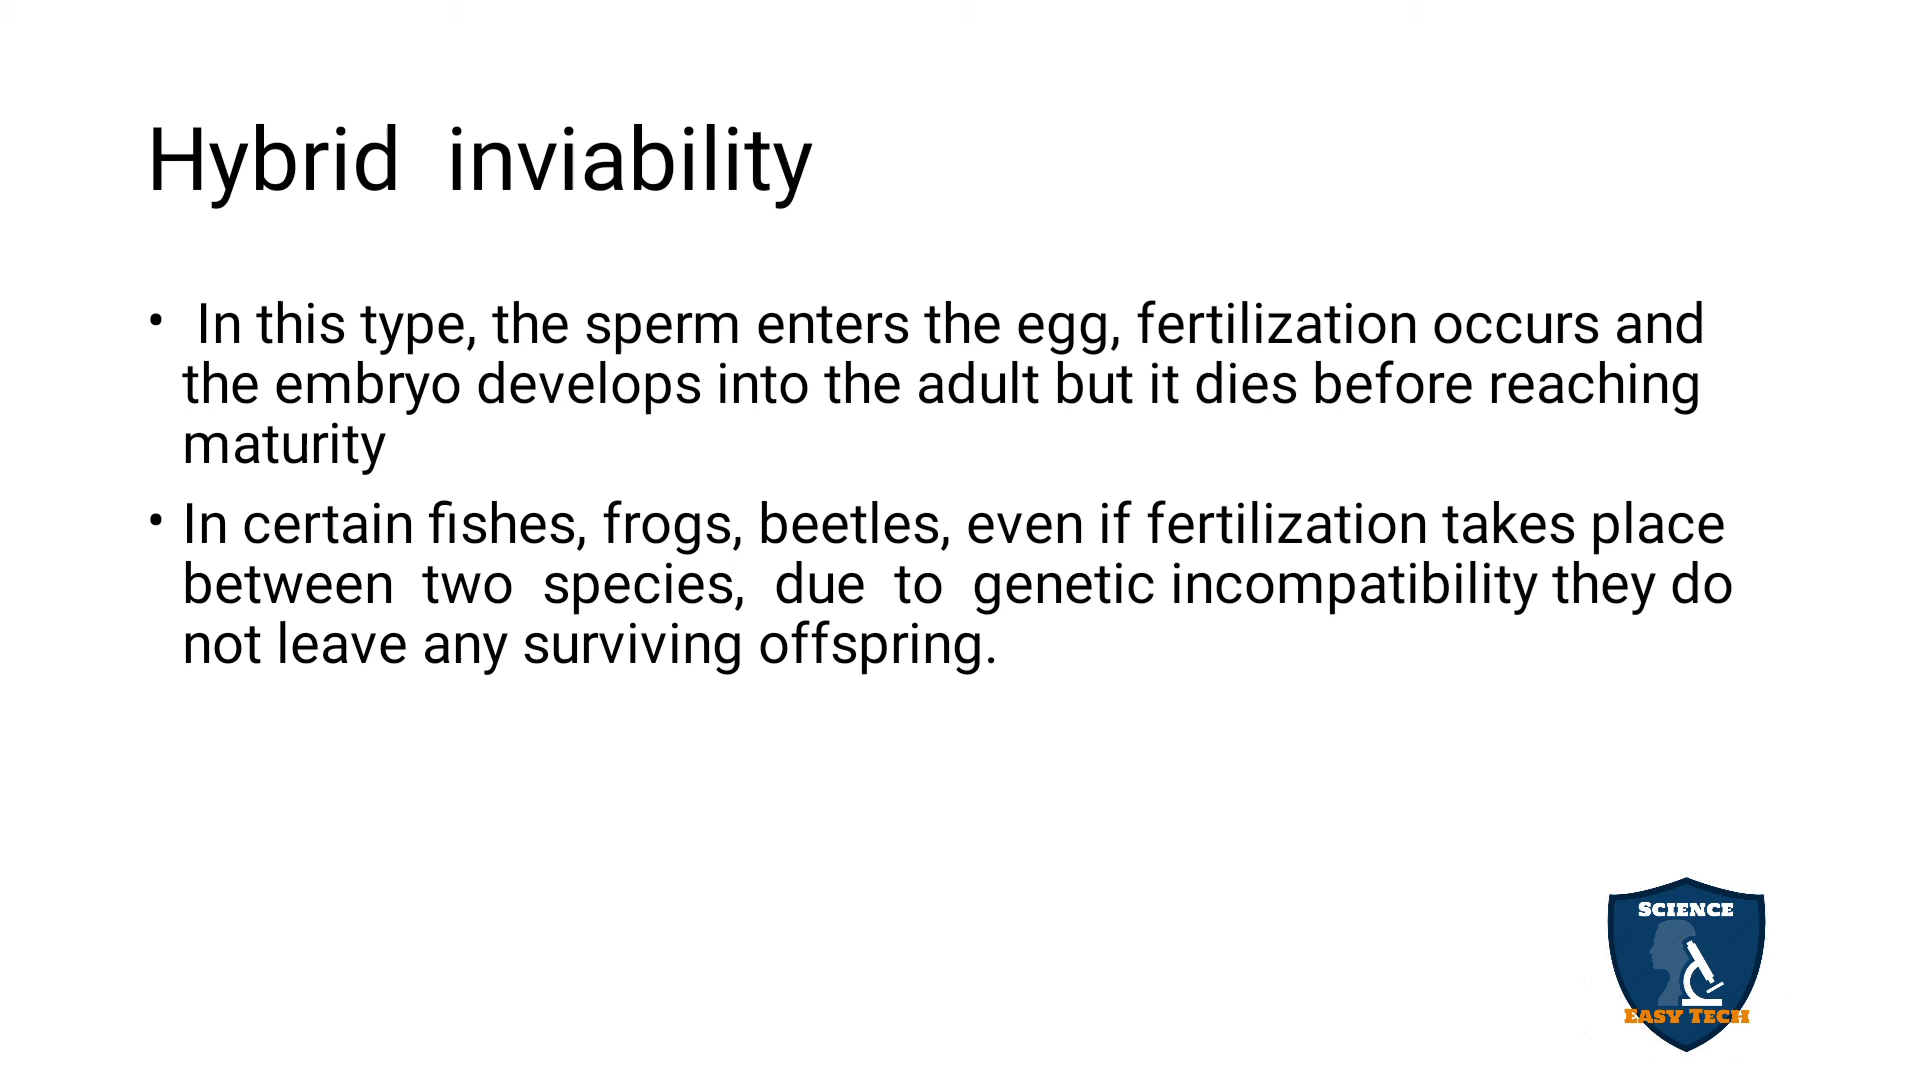 Hybrid inviability
• In this type, the sperm enters the egg, fertilization occurs and
the embryo develops into the adult but it dies before reaching
maturity
• In certain fishes, frogs, beetles, even if fertilization takes place
between two species, due to genetic incompatibility they do
not leave any surviving offspring.
SCIENCE
EASY TECH